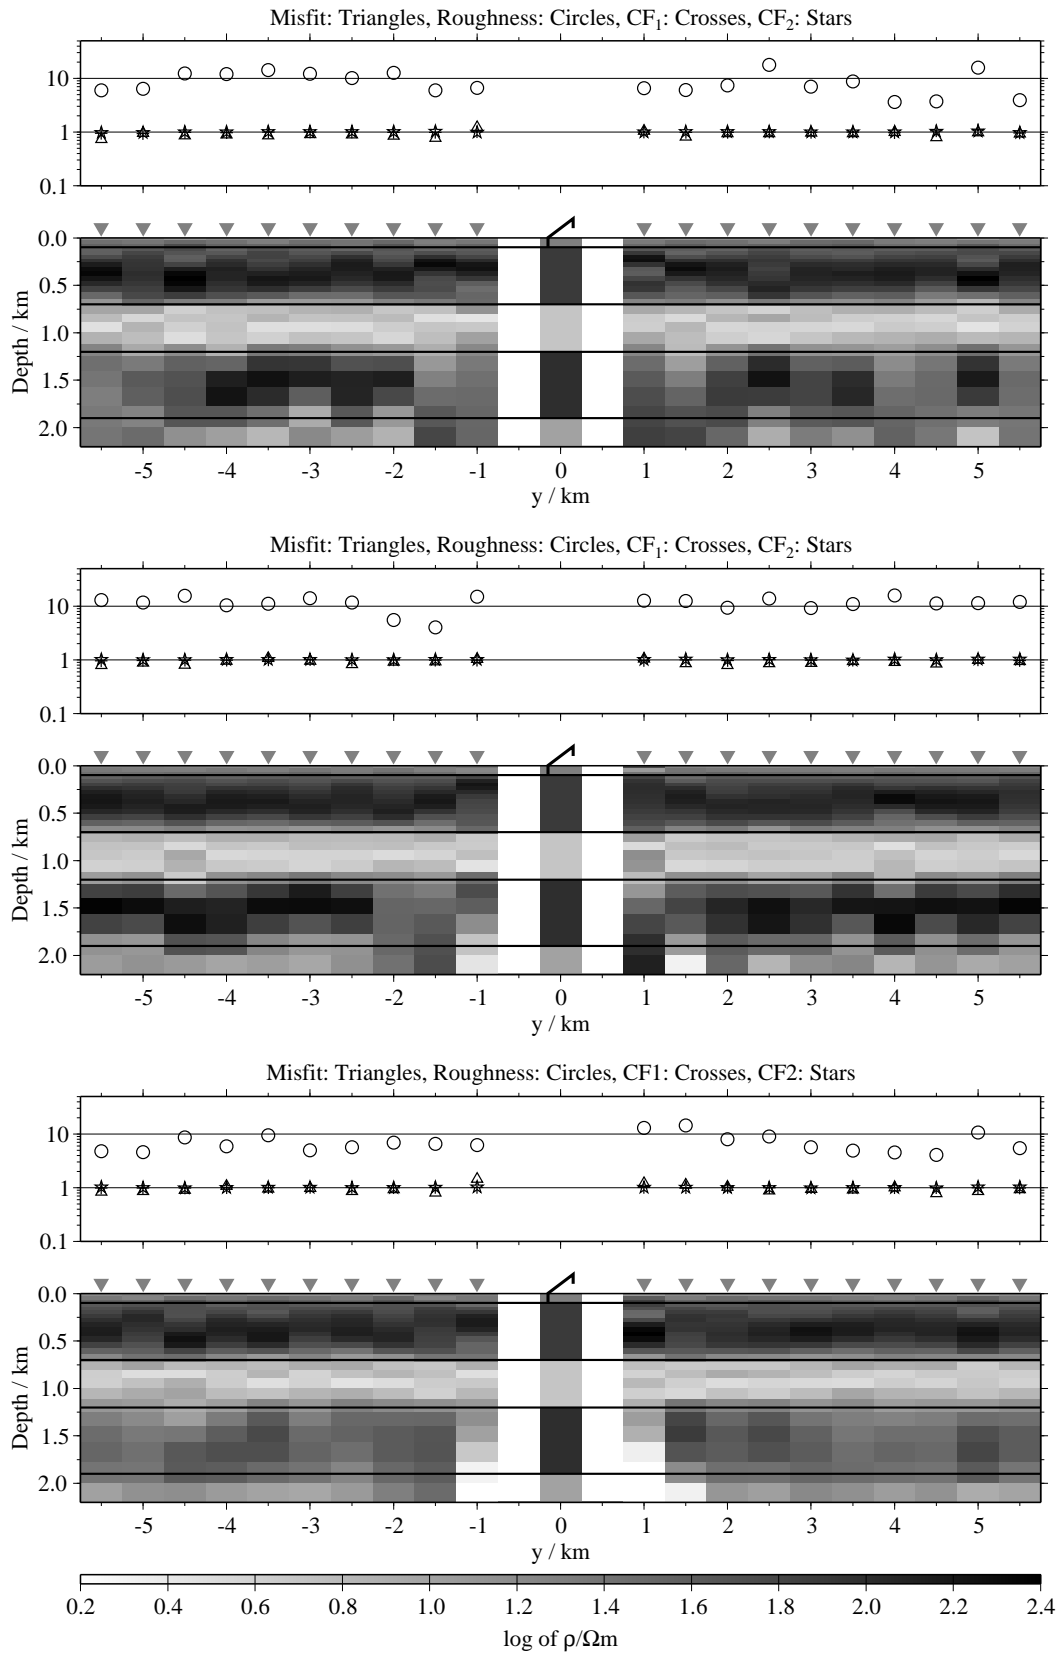 Misfit: Triangles, Roughness: Circles, CF₁: Crosses, CF₂: Stars
10
1
0.1
0.0
0.5
1.0
1.5
2.0
Depth / km
-5 -4 -3 -2 -1 0 1 2 3 4 5
y / km
Misfit: Triangles, Roughness: Circles, CF₁: Crosses, CF₂: Stars
10
1
0.1
0.0
0.5
1.0
1.5
2.0
Depth / km
-5 -4 -3 -2 -1 0 1 2 3 4 5
y / km
Misfit: Triangles, Roughness: Circles, CF1: Crosses, CF2: Stars
10
1
0.1
0.0
0.5
1.0
1.5
2.0
Depth / km
-5 -4 -3 -2 -1 0 1 2 3 4 5
y / km
0.2 0.4 0.6 0.8 1.0 1.2 1.4 1.6 1.8 2.0 2.2 2.4
log of ρ/Ωm